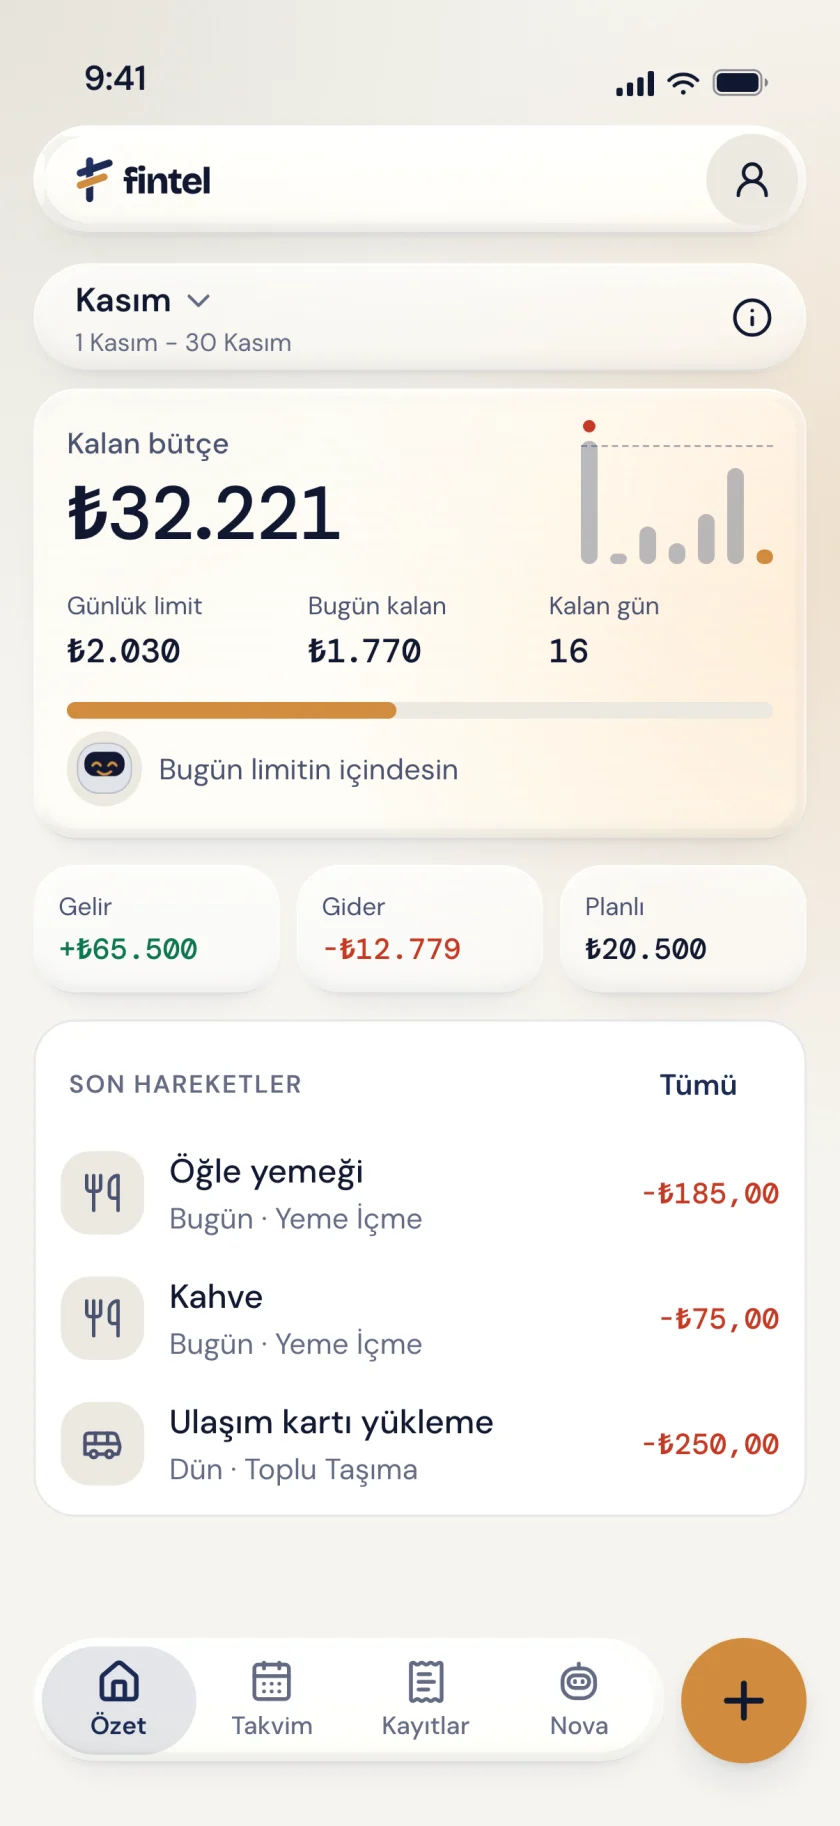 9:41
fintel
Kasım
1 Kasım – 30 Kasım
Kalan bütçe
₺32.221
Günlük limit Bugün kalan Kalan gün
₺2.030 ₺1.770 16
Bugün limitin içindesin
Gelir Gider Planlı
+₺65.500 -₺12.779 ₺20.500
SON HAREKETLER Tümü
Öğle yemeği
Bugün · Yeme İçme
-₺185,00
Kahve
Bugün · Yeme İçme
-₺75,00
Ulaşım kartı yükleme
Dün · Toplu Taşıma
-₺250,00
Özet Takvim Kayıtlar Nova